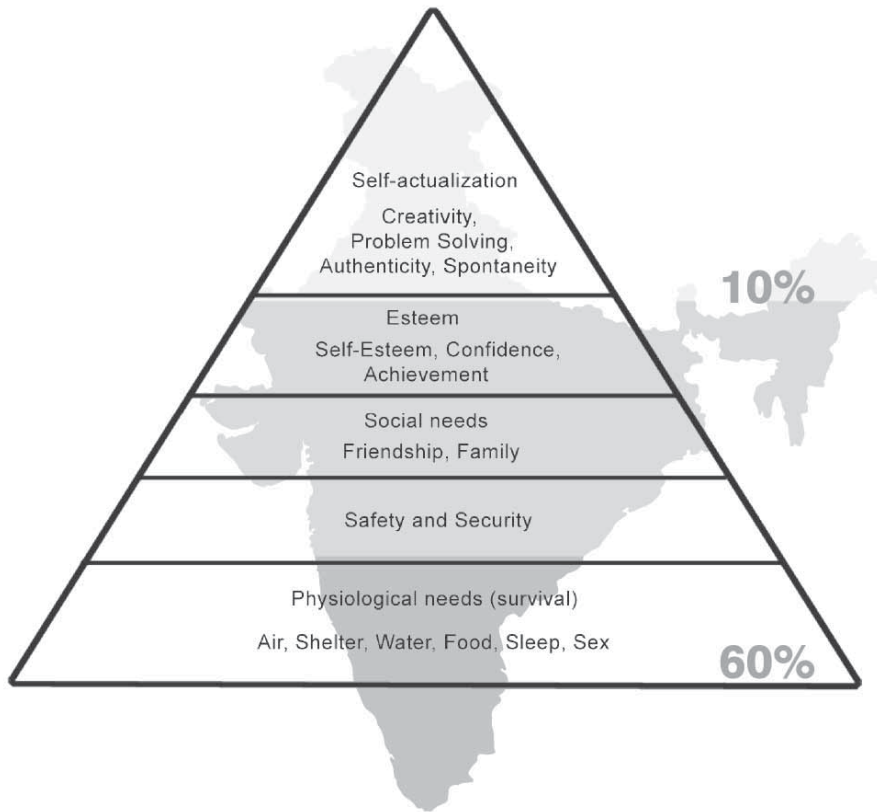 Self-actualization
Creativity,
Problem Solving,
Authenticity, Spontaneity
10%
Esteem
Self-Esteem, Confidence,
Achievement
Social needs
Friendship, Family
Safety and Security
Physiological needs (survival)
Air, Shelter, Water, Food, Sleep, Sex
60%